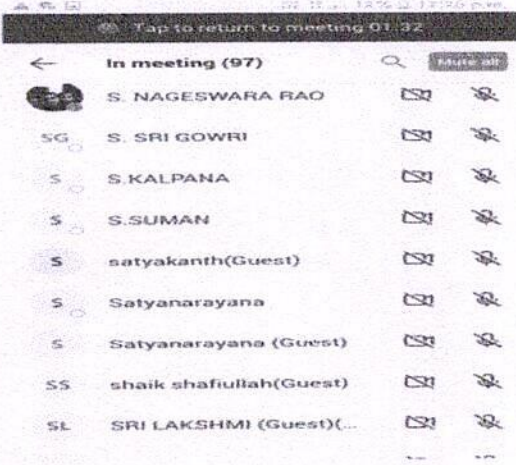 Tap to return to meeting 01:32
In meeting (97) Mute all
S. NAGESWARA RAO
SG S. SRI GOWRI
S S.KALPANA
S S.SUMAN
S satyakanth(Guest)
S Satyanarayana
S Satyanarayana (Guest)
SS shaik shafiullah(Guest)
SL SRI LAKSHMI (Guest)(...